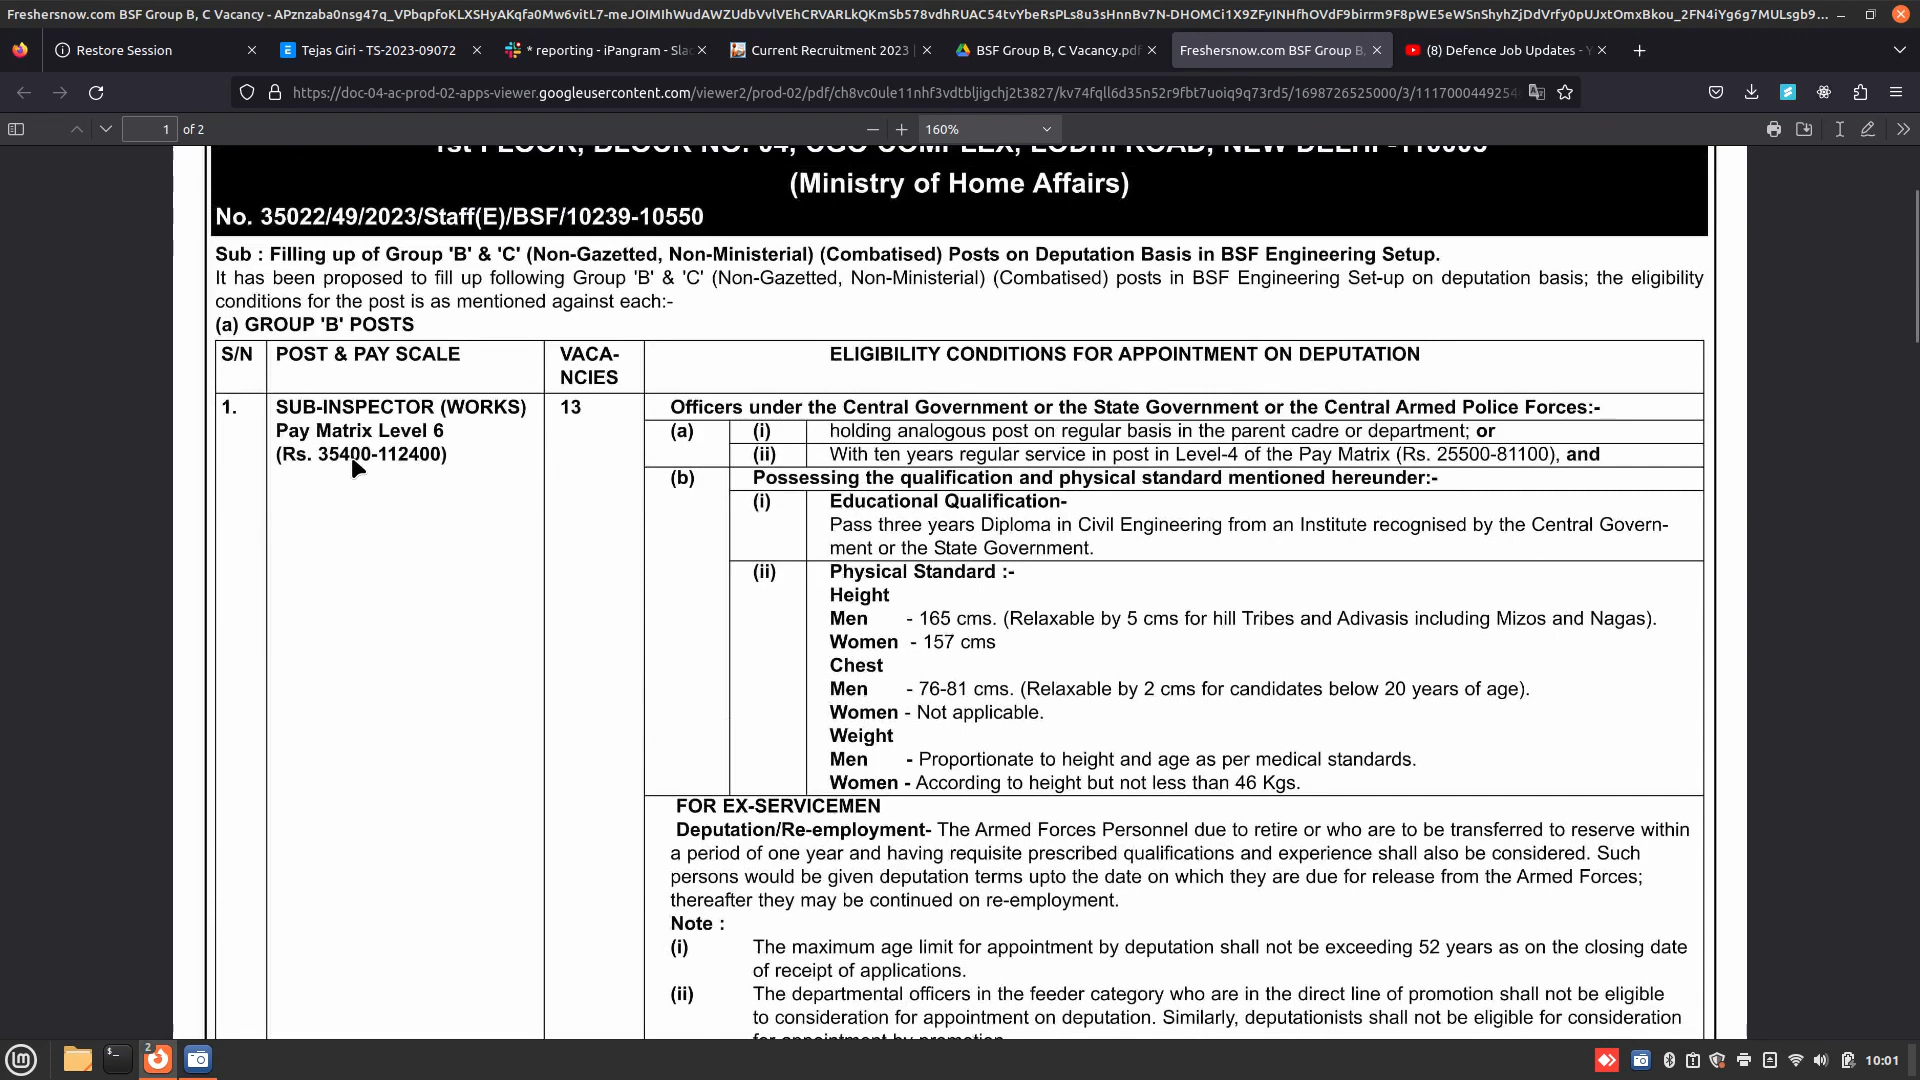 Freshersnow.com BSF Group B, C Vacancy
Restore Session
Tejas Giri - TS-2023-09072
* reporting - iPangram - Sla
Current Recruitment 2023 |
BSF Group B, C Vacancy.pdf
Freshersnow.com BSF Group B,
(8) Defence Job Updates - Y
1 of 2
160%
1st FLOOR, BLOCK NO. 04, CGO COMPLEX, LODHI ROAD, NEW DELHI -110003
(Ministry of Home Affairs)
No. 35022/49/2023/Staff(E)/BSF/10239-10550
Sub : Filling up of Group 'B' & 'C' (Non-Gazetted, Non-Ministerial) (Combatised) Posts on Deputation Basis in BSF Engineering Setup.
It has been proposed to fill up following Group 'B' & 'C' (Non-Gazetted, Non-Ministerial) (Combatised) posts in BSF Engineering Set-up on deputation basis; the eligibility
conditions for the post is as mentioned against each:-
(a) GROUP 'B' POSTS
S/N POST & PAY SCALE VACA- ELIGIBILITY CONDITIONS FOR APPOINTMENT ON DEPUTATION
NCIES
1. SUB-INSPECTOR (WORKS) 13 Officers under the Central Government or the State Government or the Central Armed Police Forces:-
Pay Matrix Level 6 (a) (i) holding analogous post on regular basis in the parent cadre or department; or
(Rs. 35400-112400) (ii) With ten years regular service in post in Level-4 of the Pay Matrix (Rs. 25500-81100), and
(b) Possessing the qualification and physical standard mentioned hereunder:-
(i) Educational Qualification-
Pass three years Diploma in Civil Engineering from an Institute recognised by the Central Govern-
ment or the State Government.
(ii) Physical Standard :-
Height
Men - 165 cms. (Relaxable by 5 cms for hill Tribes and Adivasis including Mizos and Nagas).
Women - 157 cms
Chest
Men - 76-81 cms. (Relaxable by 2 cms for candidates below 20 years of age).
Women - Not applicable.
Weight
Men - Proportionate to height and age as per medical standards.
Women - According to height but not less than 46 Kgs.
FOR EX-SERVICEMEN
Deputation/Re-employment- The Armed Forces Personnel due to retire or who are to be transferred to reserve within
a period of one year and having requisite prescribed qualifications and experience shall also be considered. Such
persons would be given deputation terms upto the date on which they are due for release from the Armed Forces;
thereafter they may be continued on re-employment.
Note :
(i) The maximum age limit for appointment by deputation shall not be exceeding 52 years as on the closing date
of receipt of applications.
(ii) The departmental officers in the feeder category who are in the direct line of promotion shall not be eligible
to consideration for appointment on deputation. Similarly, deputationists shall not be eligible for consideration
for appointment by promotion.
2
10:01